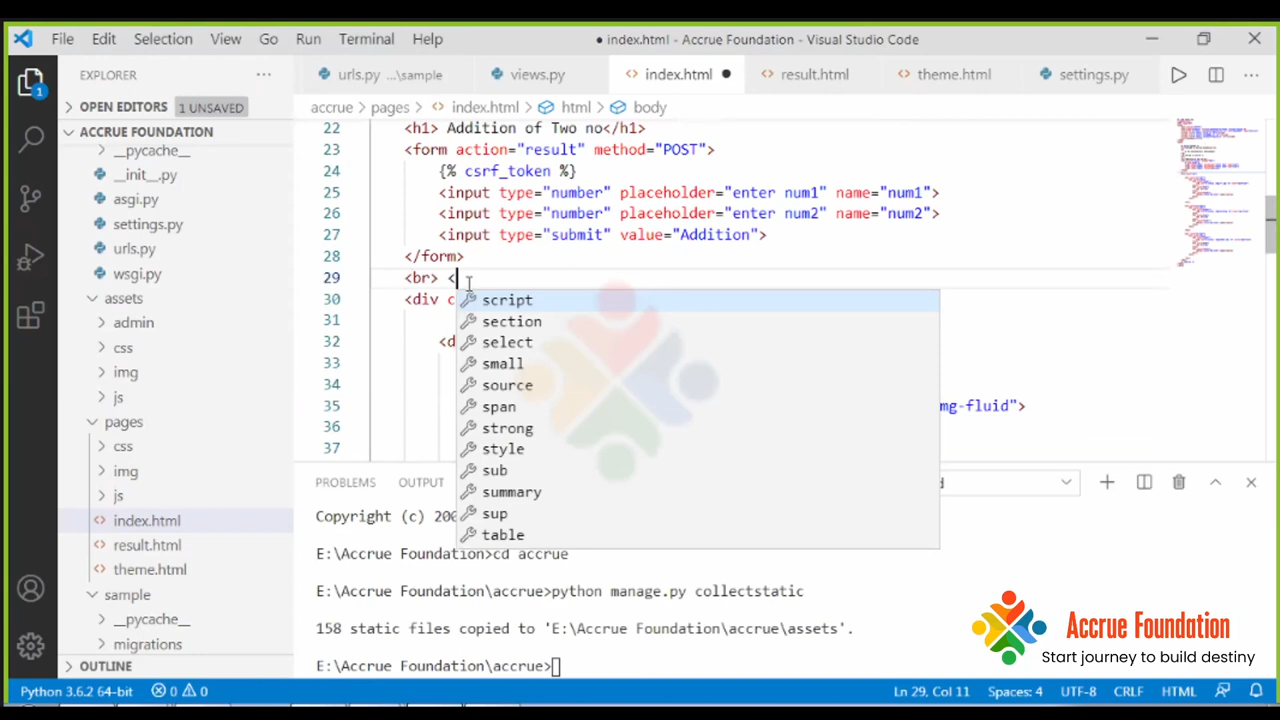 File Edit Selection View Go Run Terminal Help
● index.html - Accrue Foundation - Visual Studio Code
EXPLORER ...
urls.py ...\sample
views.py
<> index.html ●
<> result.html
<> theme.html
settings.py
OPEN EDITORS 1 UNSAVED
accrue > pages > <> index.html > html > body
ACCRUE FOUNDATION
__pycache__
__init__.py
asgi.py
settings.py
urls.py
wsgi.py
assets
admin
css
img
js
pages
css
img
js
<> index.html
<> result.html
<> theme.html
sample
__pycache__
migrations
OUTLINE
1
22 <h1> Addition of Two no</h1>
23 <form action="result" method="POST">
24 {% csrf_token %}
25 <input type="number" placeholder="enter num1" name="num1">
26 <input type="number" placeholder="enter num2" name="num2">
27 <input type="submit" value="Addition">
28 </form>
29 <br> <
30 <div c
31
32 <d
33
34
35 mg-fluid">
36
37
script
section
select
small
source
span
strong
style
sub
summary
sup
table
PROBLEMS OUTPUT
Copyright (c) 200
E:\Accrue Foundation>cd accrue
E:\Accrue Foundation\accrue>python manage.py collectstatic
158 static files copied to 'E:\Accrue Foundation\accrue\assets'.
E:\Accrue Foundation\accrue>
Accrue Foundation
Start journey to build destiny
Python 3.6.2 64-bit 0 0 Ln 29, Col 11 Spaces: 4 UTF-8 CRLF HTML